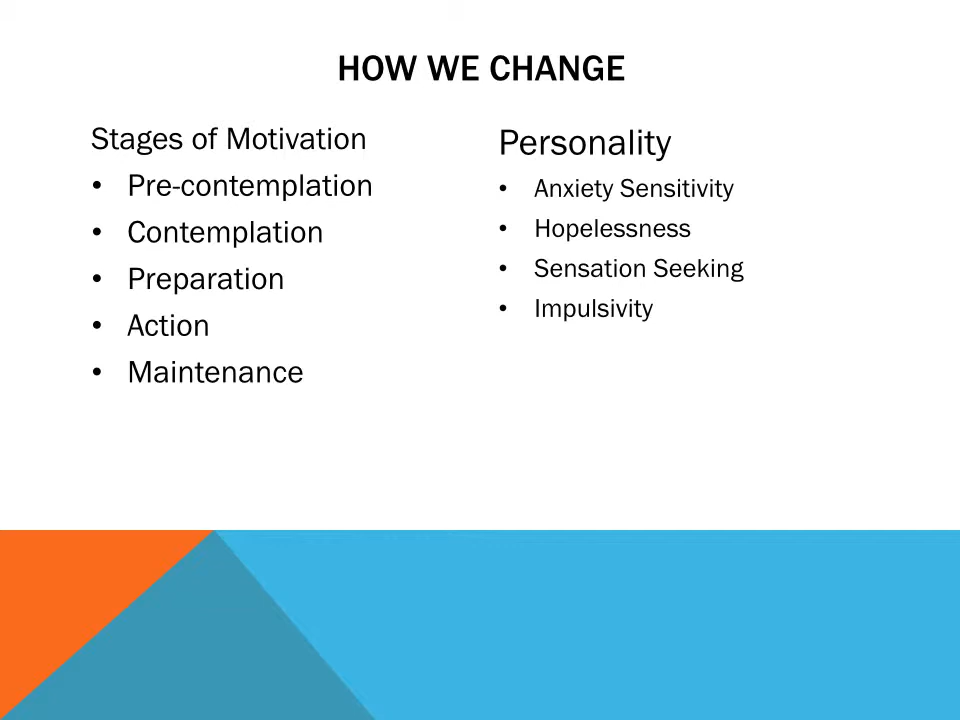 HOW WE CHANGE
Stages of Motivation
• Pre-contemplation
• Contemplation
• Preparation
• Action
• Maintenance
Personality
• Anxiety Sensitivity
• Hopelessness
• Sensation Seeking
• Impulsivity